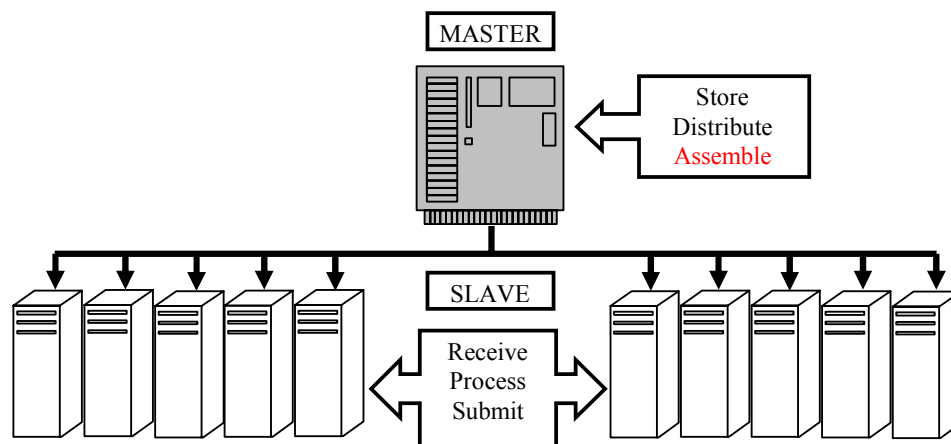 MASTER
Store
Distribute
Assemble
SLAVE
Receive
Process
Submit